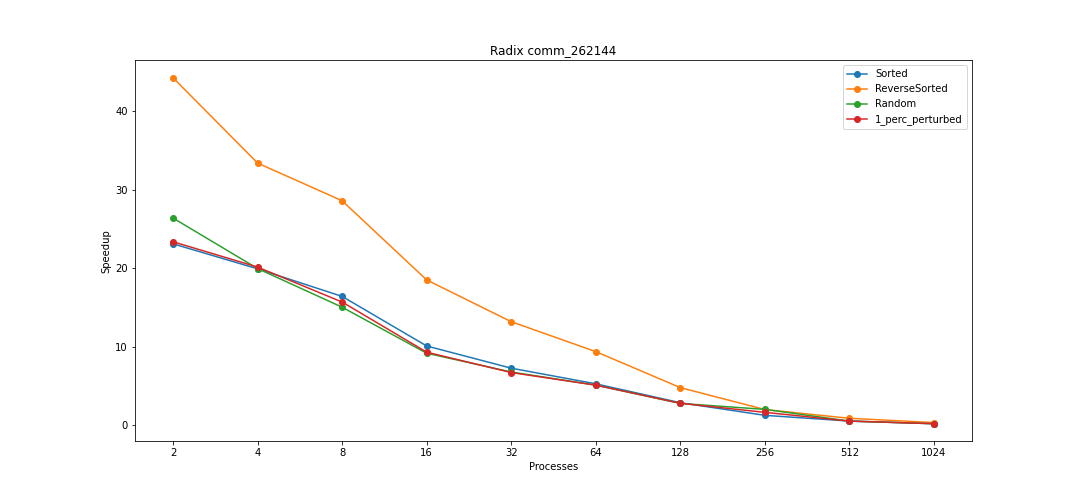 Radix comm_262144
Sorted
ReverseSorted
Random
1_perc_perturbed
Speedup
40
30
20
10
0
2 4 8 16 32 64 128 256 512 1024
Processes